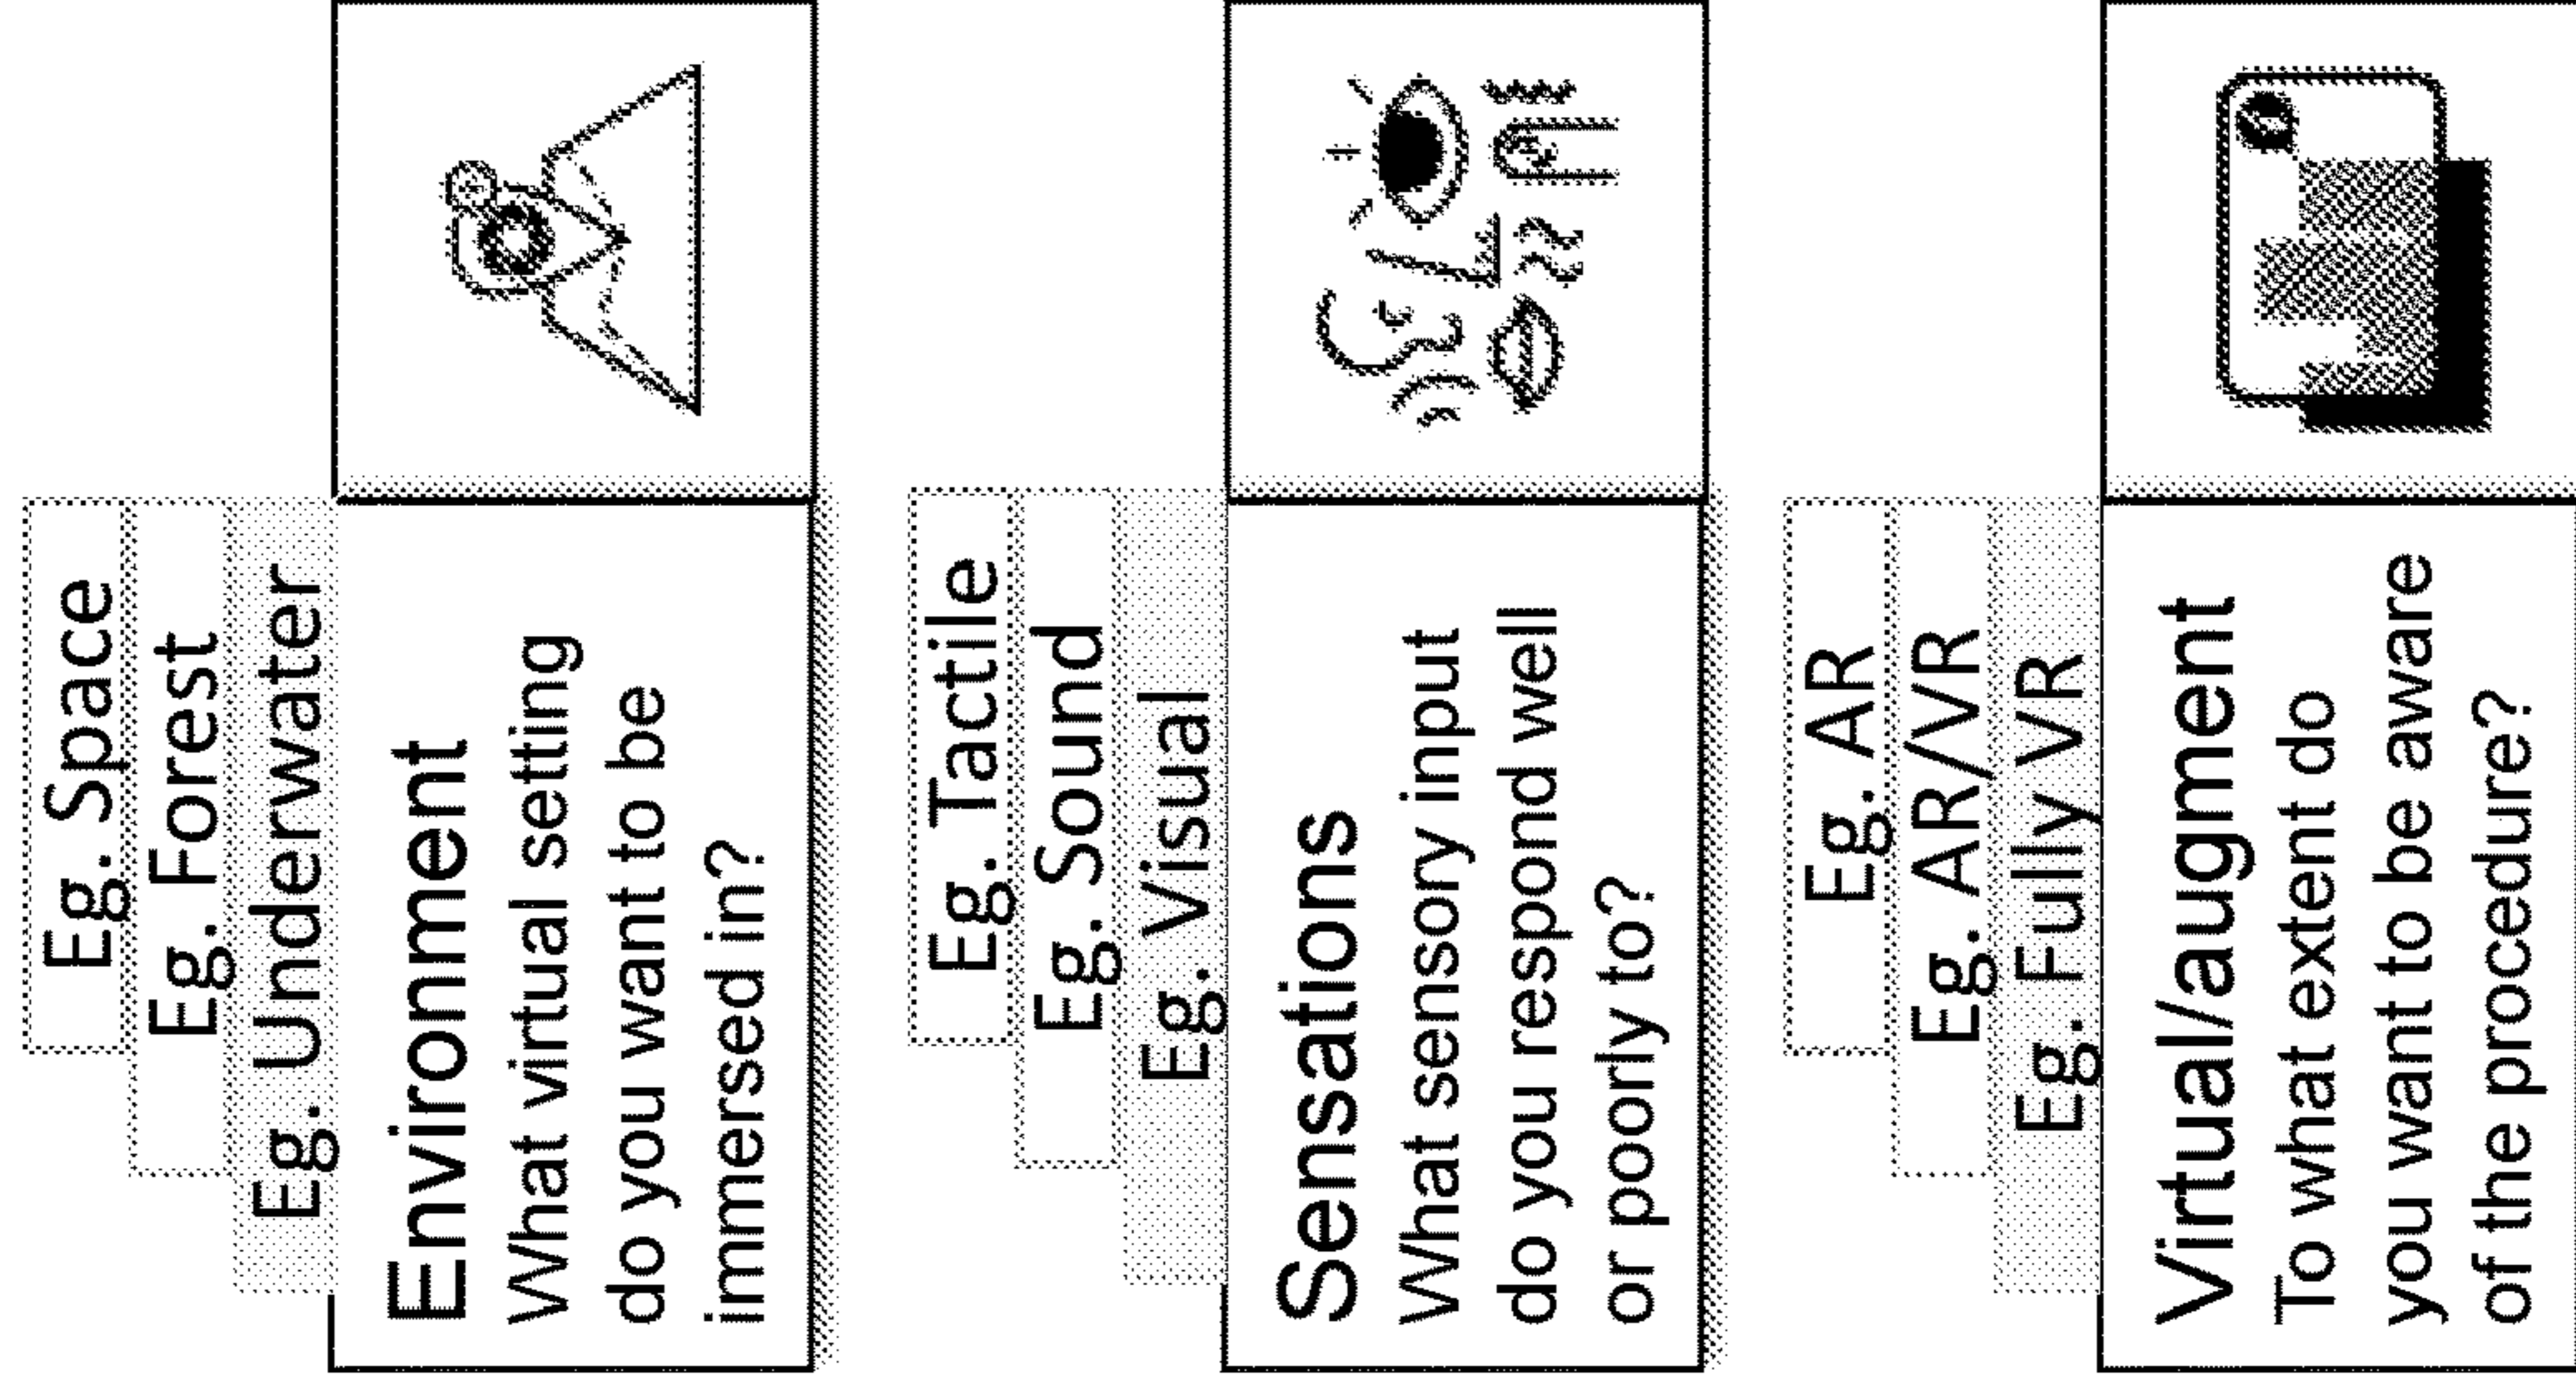 Eg. Space
Eg. Forest
Eg. Underwater
Environment
What virtual setting
do you want to be
immersed in?
Eg. Tactile
Eg. Sound
Eg. Visual
Sensations
What sensory input
do you respond well
or poorly to?
Eg. AR
Eg. AR/VR
Eg. Fully VR
Virtual/augment
To what extent do
you want to be aware
of the procedure?